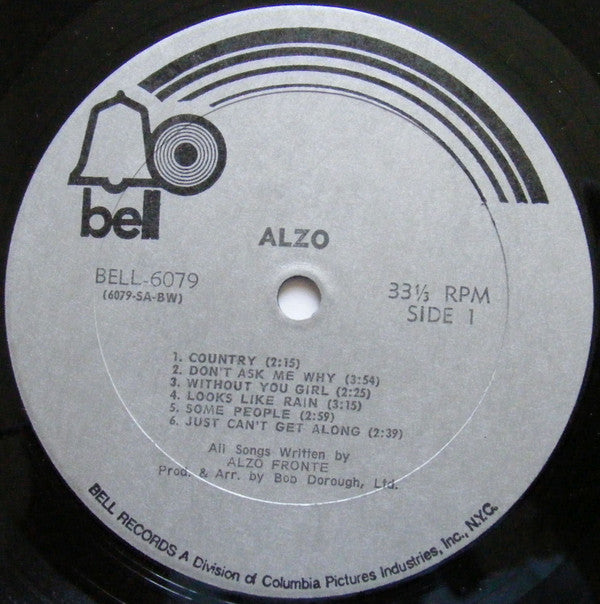 bell
ALZO
BELL-6079
(6079-SA-BW)
33⅓ RPM
SIDE 1
1. COUNTRY (2:15)
2. DON'T ASK ME WHY (3:54)
3. WITHOUT YOU GIRL (2:25)
4. LOOKS LIKE RAIN (3:15)
5. SOME PEOPLE (2:59)
6. JUST CAN'T GET ALONG (2:39)
All Songs Written by
ALZO FRONTE
Prod. & Arr. by Bob Dorough, Ltd.
BELL RECORDS A Division of Columbia Pictures Industries, Inc., N.Y.C.